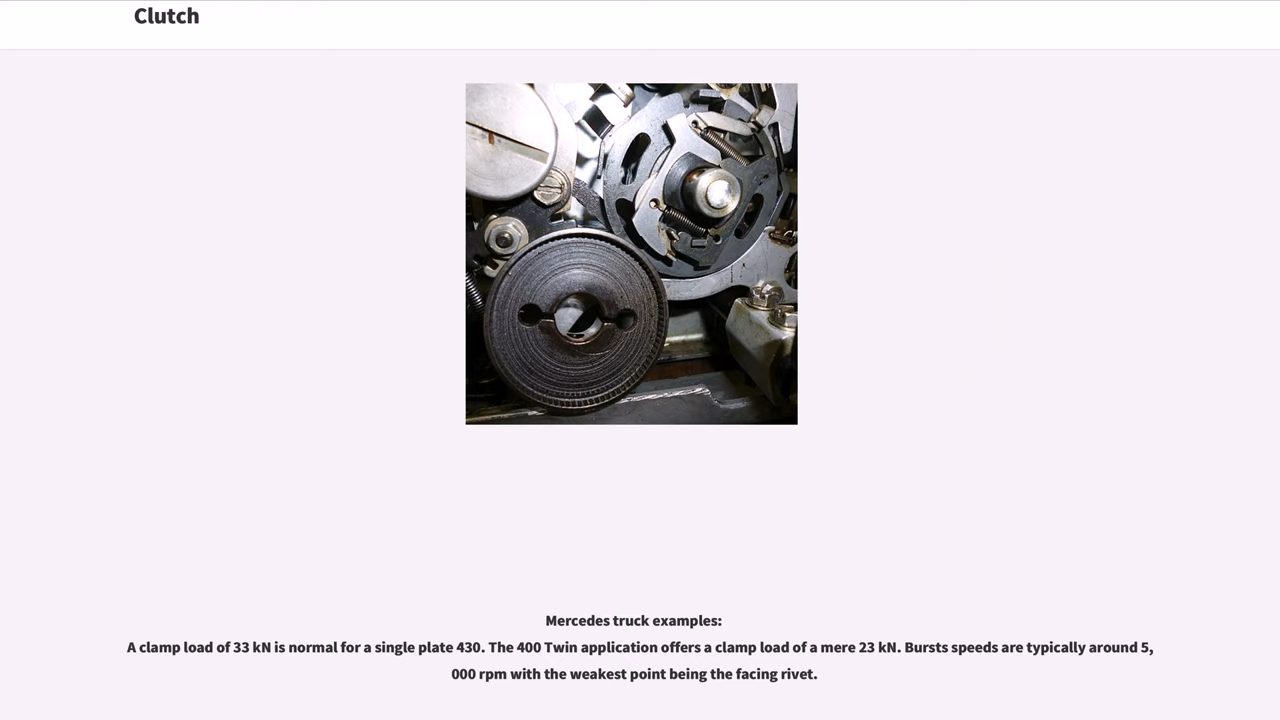 Clutch
Mercedes truck examples:
A clamp load of 33 kN is normal for a single plate 430. The 400 Twin application offers a clamp load of a mere 23 kN. Bursts speeds are typically around 5,
000 rpm with the weakest point being the facing rivet.